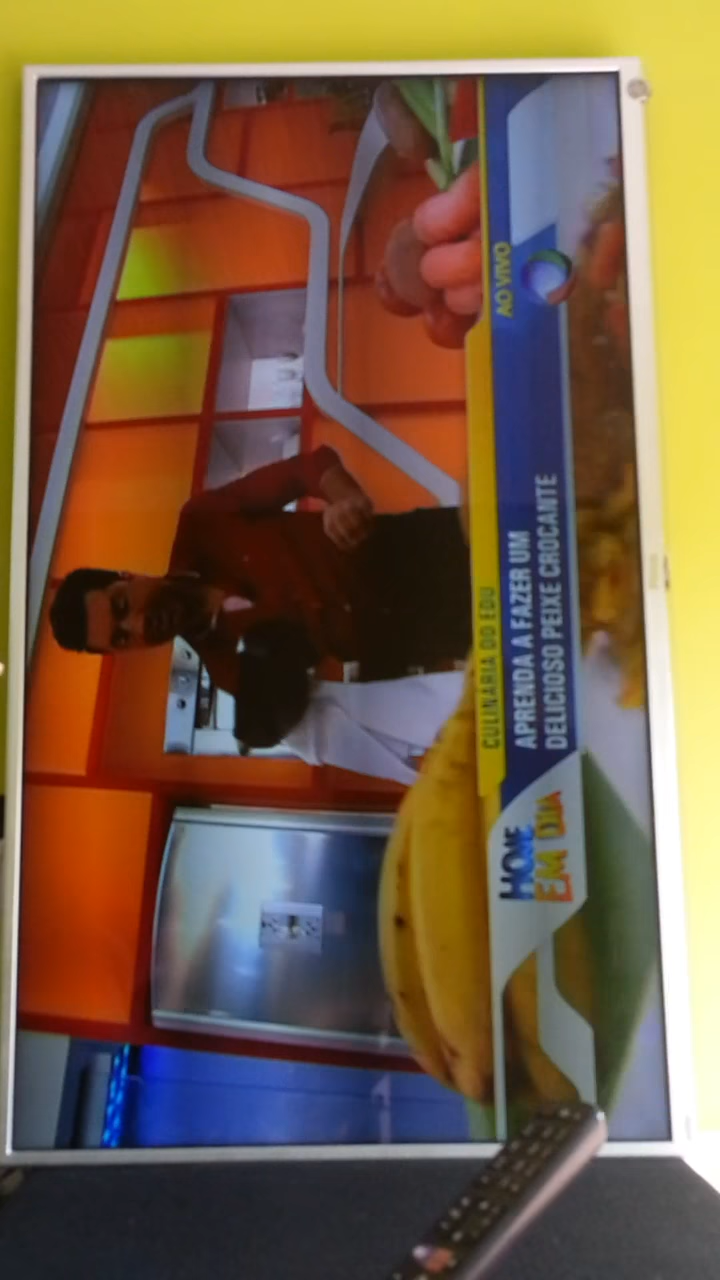 AO VIVO
CULINÁRIA DO EDU
APRENDA A FAZER UM
DELICIOSO PEIXE CROCANTE
HOJE
EM DIA